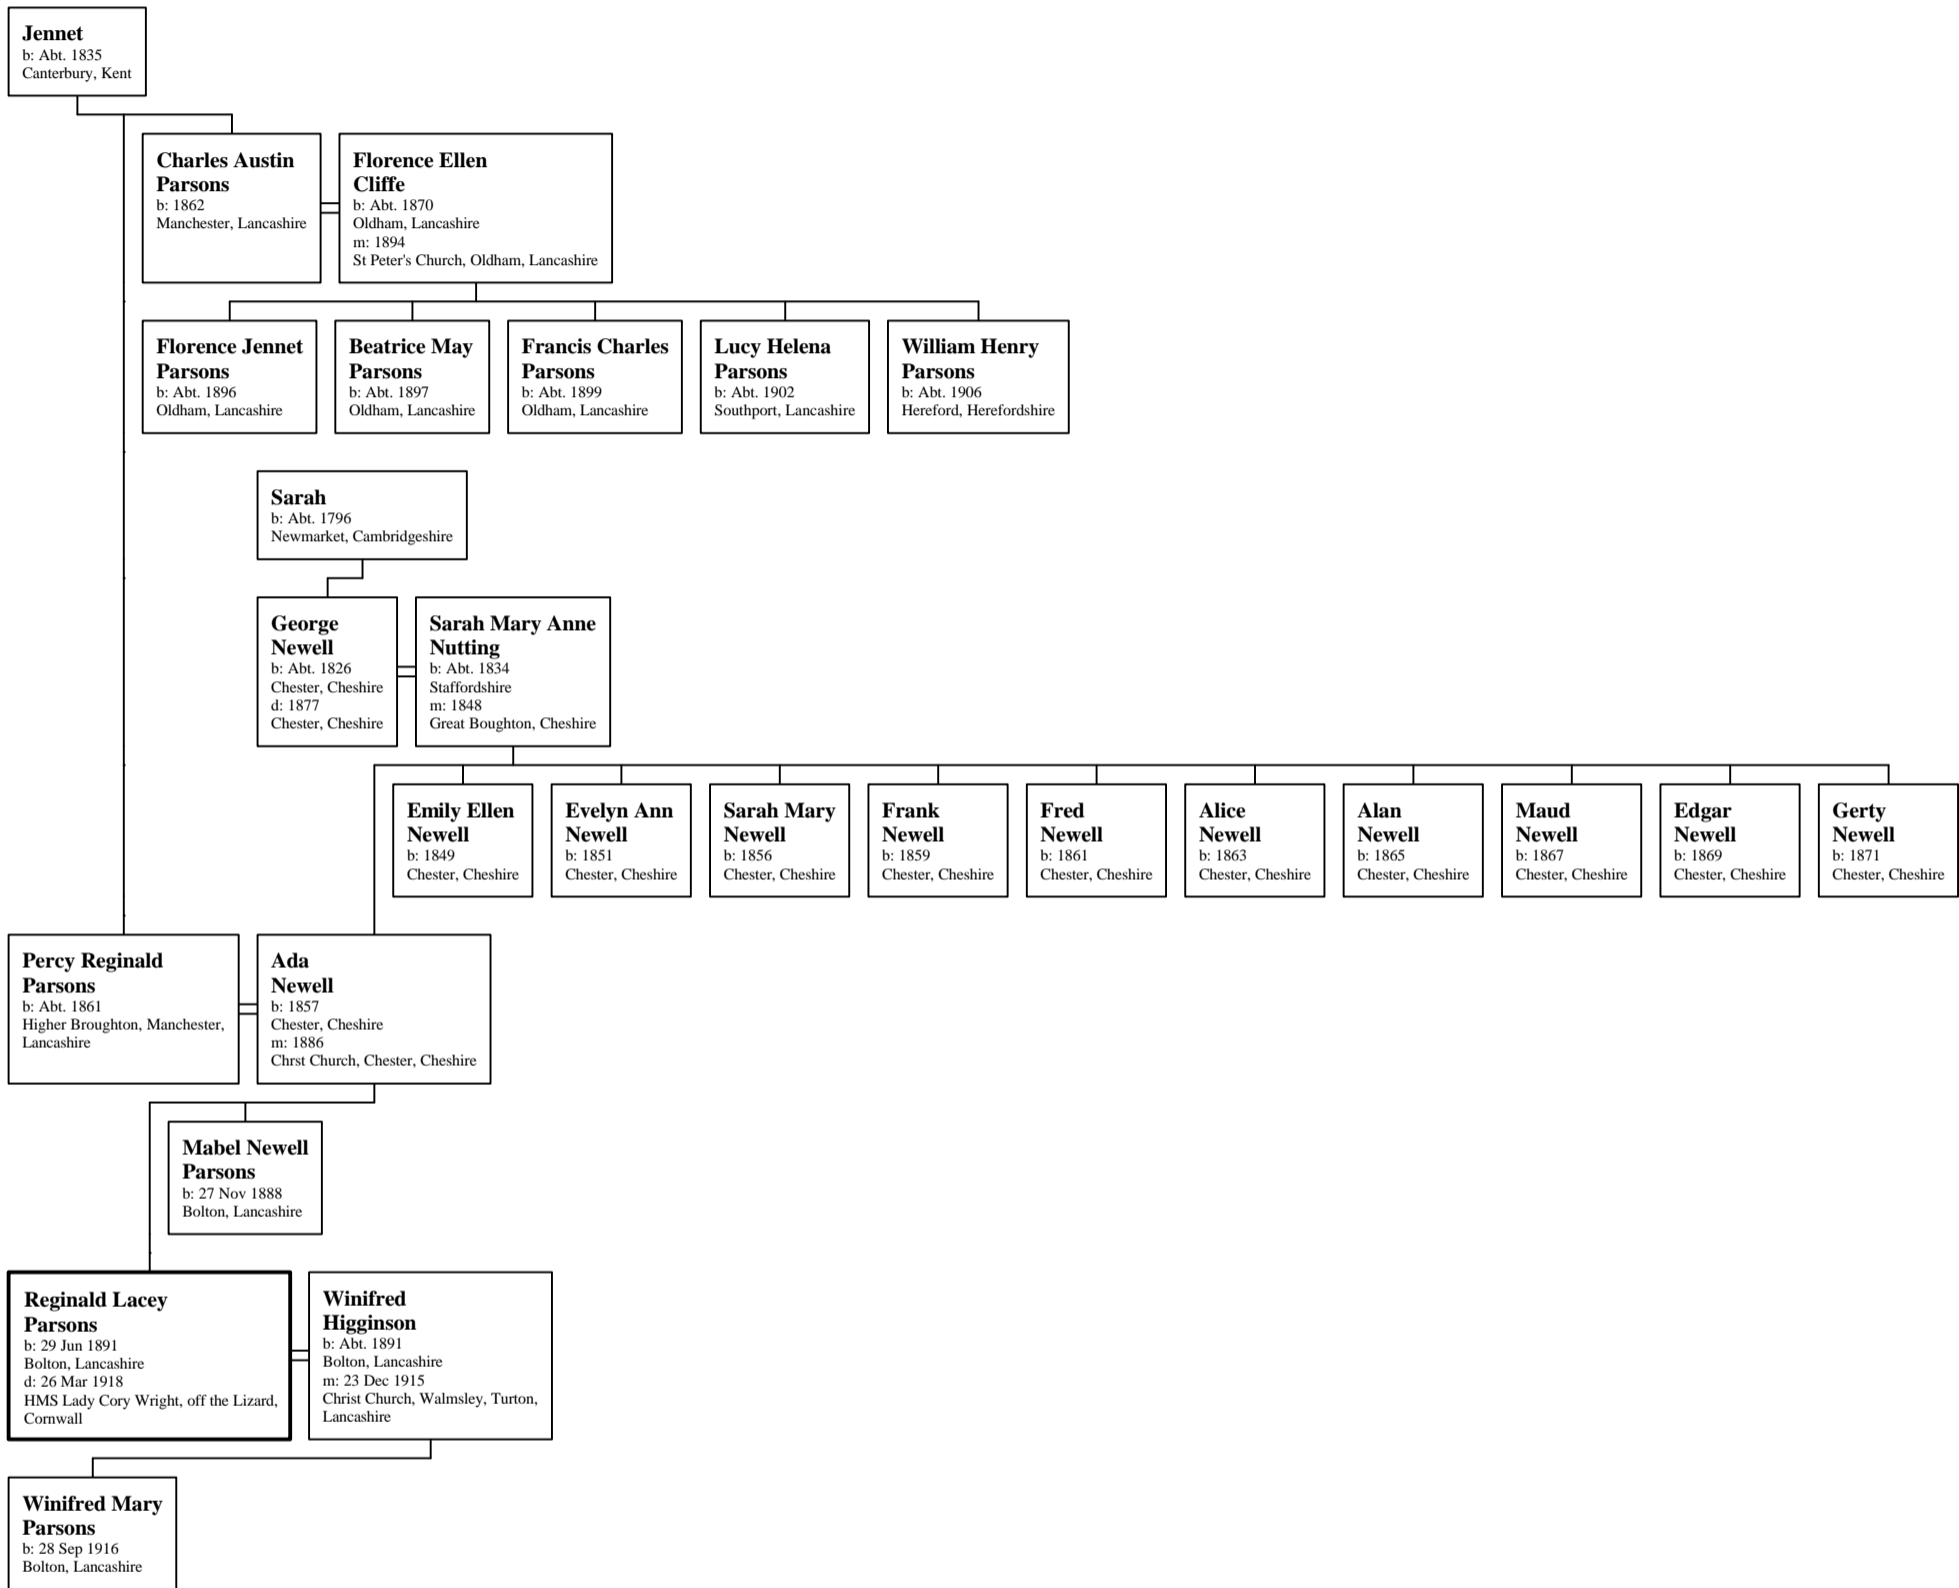 Jennet
b: Abt. 1835
Canterbury, Kent
Charles Austin
Parsons
b: 1862
Manchester, Lancashire
Florence Ellen
Cliffe
b: Abt. 1870
Oldham, Lancashire
m: 1894
St Peter's Church, Oldham, Lancashire
Florence Jennet
Parsons
b: Abt. 1896
Oldham, Lancashire
Beatrice May
Parsons
b: Abt. 1897
Oldham, Lancashire
Francis Charles
Parsons
b: Abt. 1899
Oldham, Lancashire
Lucy Helena
Parsons
b: Abt. 1902
Southport, Lancashire
William Henry
Parsons
b: Abt. 1906
Hereford, Herefordshire
Sarah
b: Abt. 1796
Newmarket, Cambridgeshire
George
Newell
b: Abt. 1826
Chester, Cheshire
d: 1877
Chester, Cheshire
Sarah Mary Anne
Nutting
b: Abt. 1834
Staffordshire
m: 1848
Great Boughton, Cheshire
Emily Ellen
Newell
b: 1849
Chester, Cheshire
Evelyn Ann
Newell
b: 1851
Chester, Cheshire
Sarah Mary
Newell
b: 1856
Chester, Cheshire
Frank
Newell
b: 1859
Chester, Cheshire
Fred
Newell
b: 1861
Chester, Cheshire
Alice
Newell
b: 1863
Chester, Cheshire
Alan
Newell
b: 1865
Chester, Cheshire
Maud
Newell
b: 1867
Chester, Cheshire
Edgar
Newell
b: 1869
Chester, Cheshire
Gerty
Newell
b: 1871
Chester, Cheshire
Percy Reginald
Parsons
b: Abt. 1861
Higher Broughton, Manchester,
Lancashire
Ada
Newell
b: 1857
Chester, Cheshire
m: 1886
Chrst Church, Chester, Cheshire
Mabel Newell
Parsons
b: 27 Nov 1888
Bolton, Lancashire
Reginald Lacey
Parsons
b: 29 Jun 1891
Bolton, Lancashire
d: 26 Mar 1918
HMS Lady Cory Wright, off the Lizard,
Cornwall
Winifred
Higginson
b: Abt. 1891
Bolton, Lancashire
m: 23 Dec 1915
Christ Church, Walmsley, Turton,
Lancashire
Winifred Mary
Parsons
b: 28 Sep 1916
Bolton, Lancashire